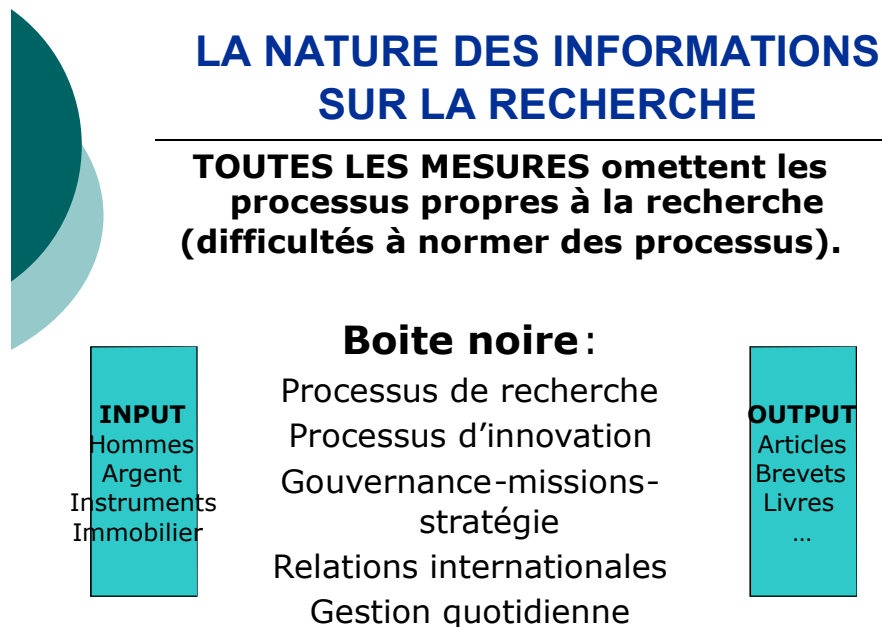 LA NATURE DES INFORMATIONS
SUR LA RECHERCHE
TOUTES LES MESURES omettent les
processus propres à la recherche
(difficultés à normer des processus).
Boite noire:
Processus de recherche
Processus d’innovation
Gouvernance-missions-
stratégie
Relations internationales
Gestion quotidienne
INPUT
Hommes
Argent
Instruments
Immobilier
OUTPUT
Articles
Brevets
Livres
…